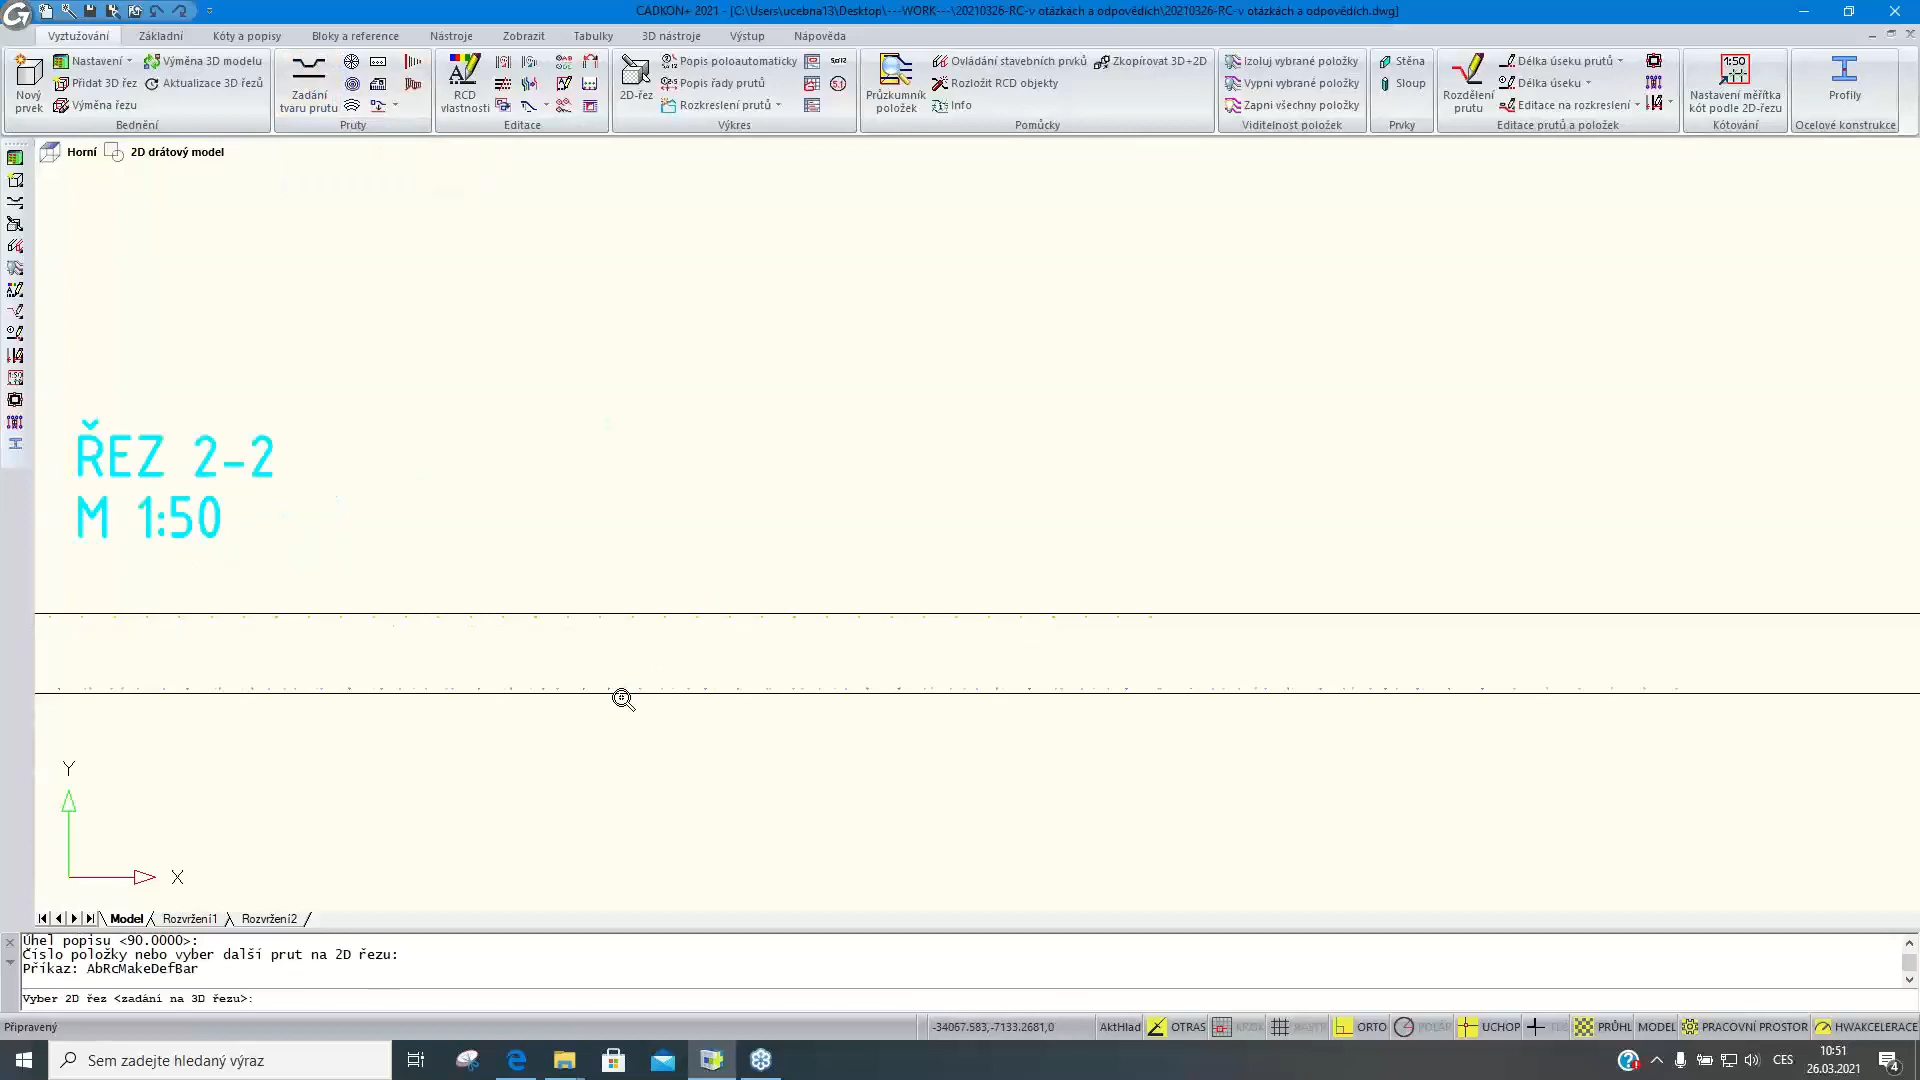 CADKON+ 2021 - [C:\Users\ucebna13\Desktop\---WORK---\20210326-RC-v otázkách a odpovědích\20210326-RC-v otázkách a odpovědích.dwg]
Vyztužování Základní Kóty a popisy Bloky a reference Nástroje Zobrazit Tabulky 3D nástroje Výstup Nápověda
Nový prvek
Nastavení
Přidat 3D řez
Výměna řezu
Výměna 3D modelu
Aktualizace 3D řezů
Bednění
Zadání tvaru prutu
Pruty
RCD vlastnosti
Editace
2D-řez
Popis poloautomaticky
Popis řady prutů
Rozkreslení prutů
Výkres
Průzkumník položek
Ovládání stavebních prvků
Rozložit RCD objekty
Info
Zkopírovat 3D+2D
Pomůcky
Izoluj vybrané položky
Vypni vybrané položky
Zapni všechny položky
Viditelnost položek
Stěna
Sloup
Prvky
Rozdělení prutu
Délka úseku prutů
Délka úseku
Editace na rozkreslení
Editace prutů a položek
1:50
Nastavení měřítka kót podle 2D-řezu
Kótování
Profily
Ocelové konstrukce
Horní 2D drátový model
ŘEZ 2-2
M 1:50
Y
X
Model Rozvržení1 Rozvržení2
Úhel popisu <90.0000>:
Číslo položky nebo vyber další prut na 2D řezu:
Příkaz: AbRcMakeDefBar
Vyber 2D řez <zadání na 3D řezu>:
Připravený
-34067.583,-7133.2681,0 AktHlad OTRAS RASTR ORTO POLÁR UCHOP PRŮHL MODEL PRACOVNÍ PROSTOR HWAKCELERACE
Sem zadejte hledaný výraz
CES
10:51
26.03.2021
4